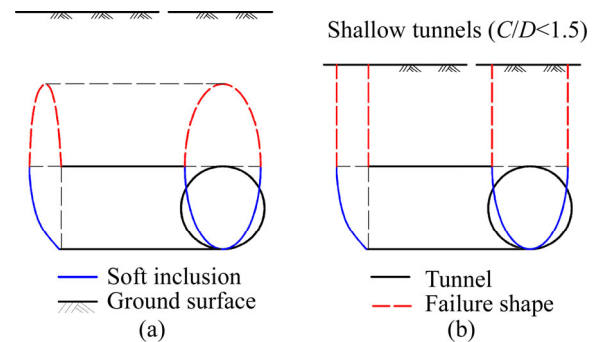 Shallow tunnels (C/D<1.5)
Soft inclusion
Ground surface
(a)
Tunnel
Failure shape
(b)